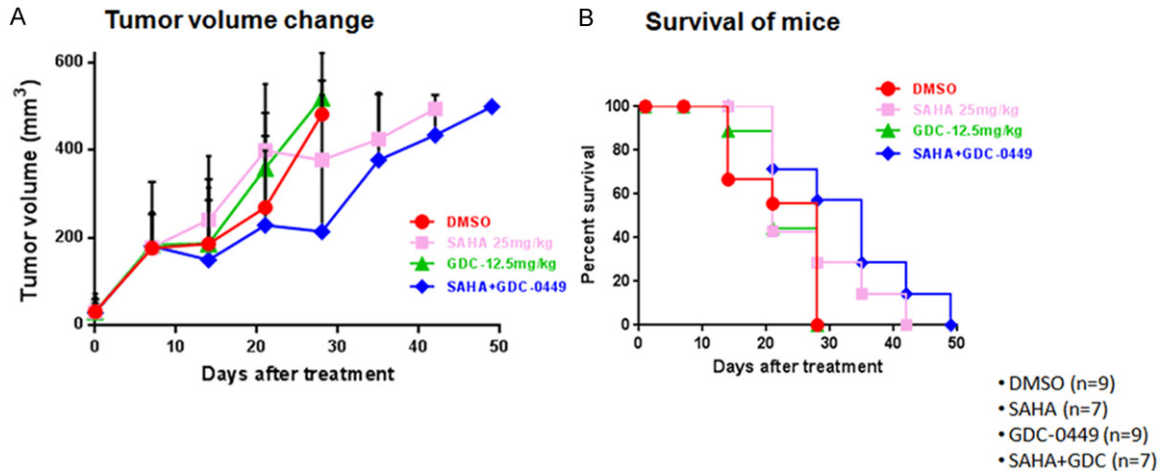 A
Tumor volume change
Tumor volume (mm³)
600
400
200
0
0 10 20 30 40 50
Days after treatment
DMSO
SAHA 25mg/kg
GDC-12.5mg/kg
SAHA+GDC-0449
B
Survival of mice
DMSO
SAHA 25mg/kg
GDC-12.5mg/kg
SAHA+GDC-0449
Percent survival
100
80
60
40
20
0
0 10 20 30 40 50
Days after treatment
• DMSO (n=9)
• SAHA (n=7)
• GDC-0449 (n=9)
• SAHA+GDC (n=7)